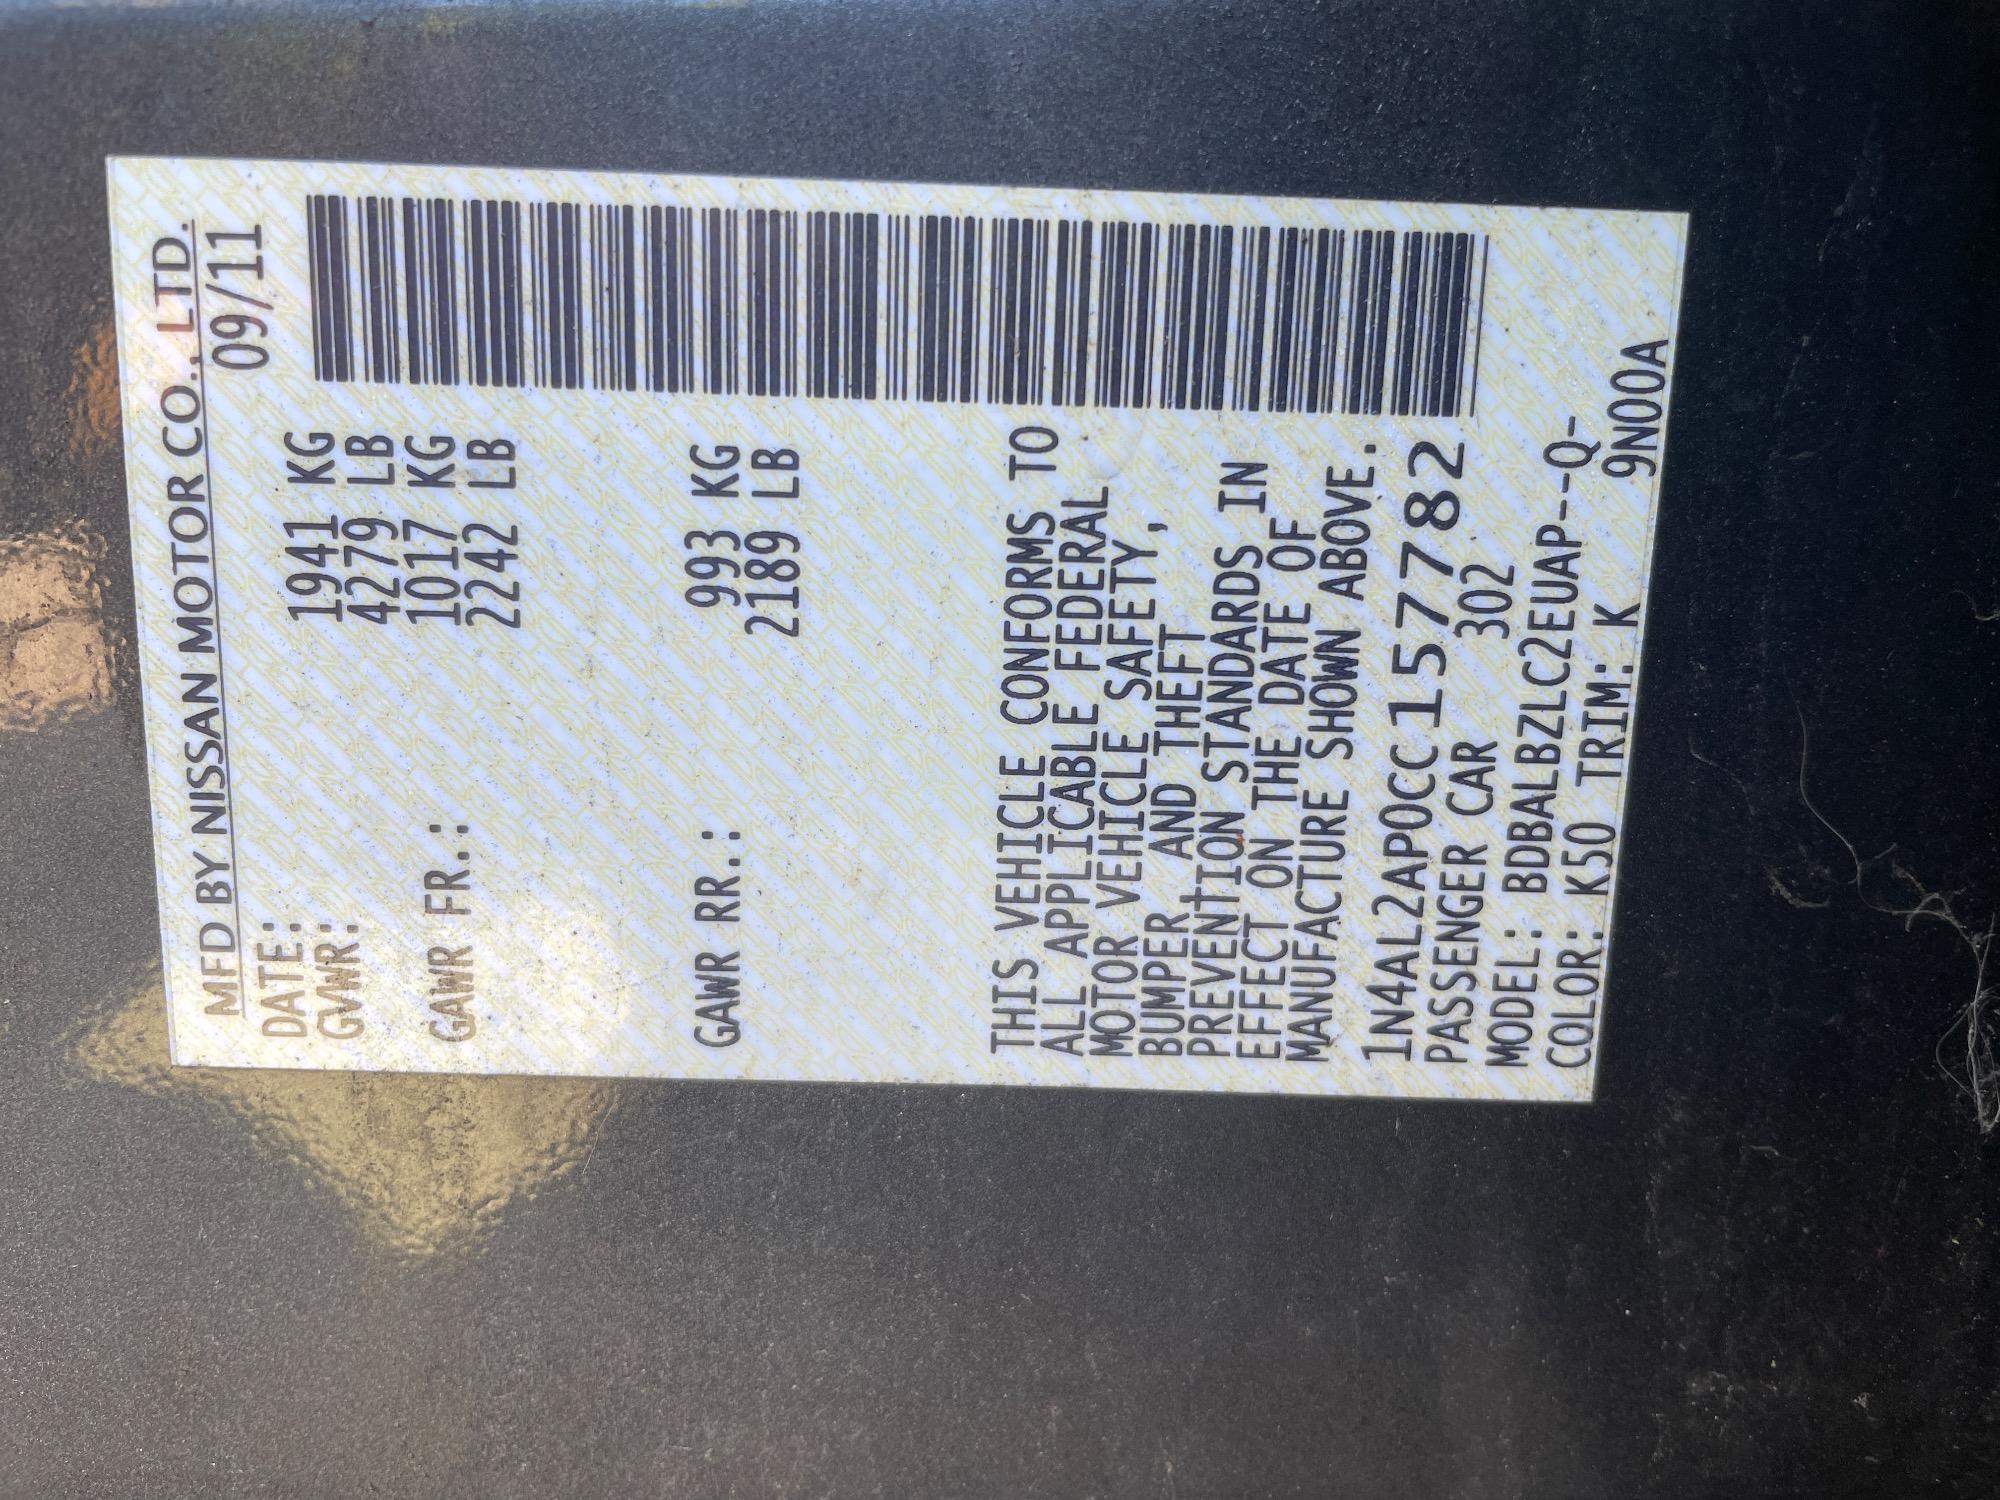 MFD BY NISSAN MOTOR CO., LTD.
DATE: 09/11
GVWR: 1941 KG
4279 LB
GAWR FR.: 1017 KG
2242 LB
GAWR RR.: 993 KG
2189 LB
THIS VEHICLE CONFORMS TO
ALL APPLICABLE FEDERAL
MOTOR VEHICLE SAFETY,
BUMPER AND THEFT
PREVENTION STANDARDS IN
EFFECT ON THE DATE OF
MANUFACTURE SHOWN ABOVE.
1N4AL2AP0CC157782
PASSENGER CAR 302
MODEL: BDBALBZLC2EUAP--Q-
COLOR: K50 TRIM: K 9N00A